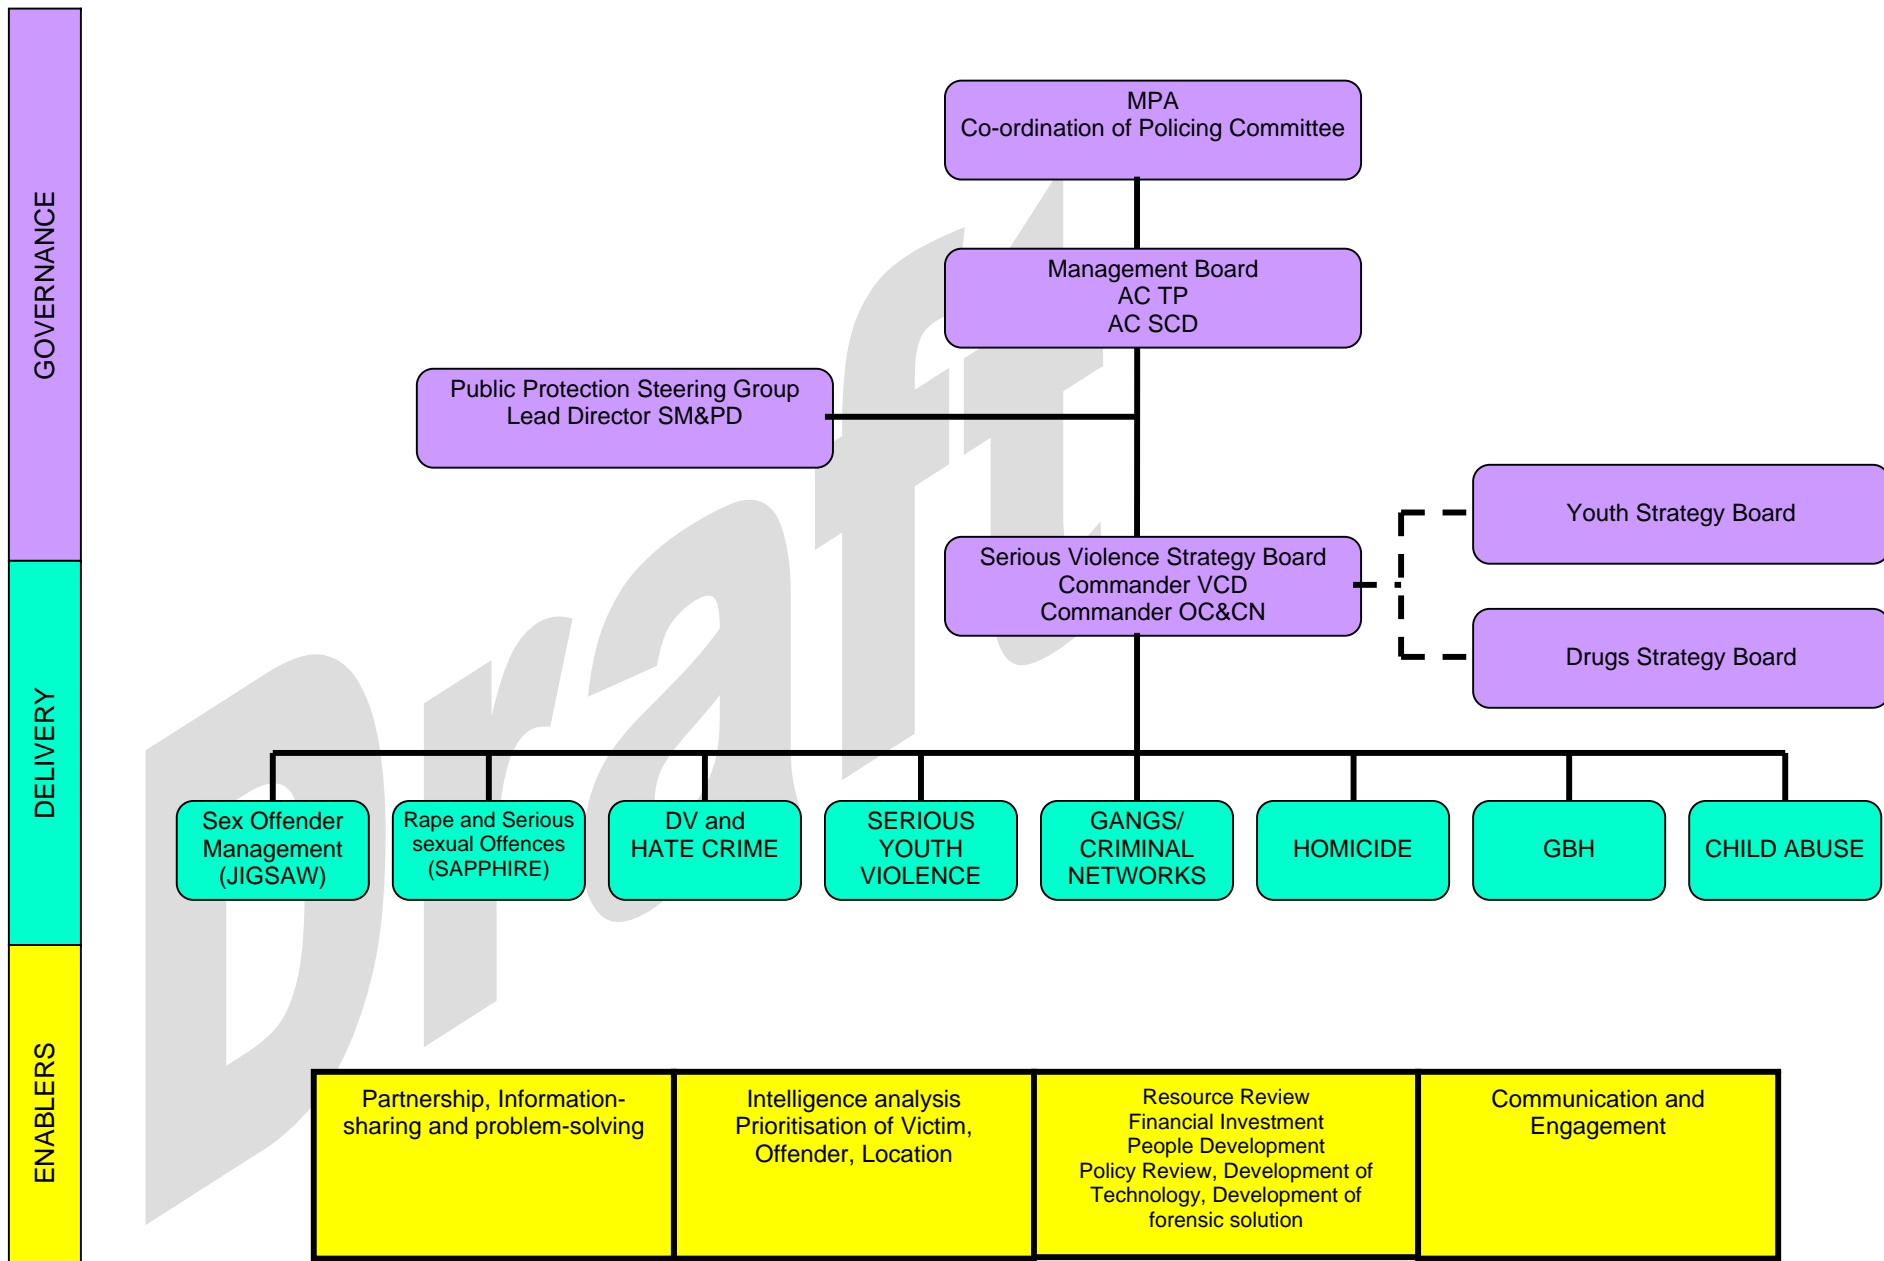 GOVERNANCE
DELIVERY
ENABLERS
Draft
MPA
Co-ordination of Policing Committee
Management Board
AC TP
AC SCD
Public Protection Steering Group
Lead Director SM&PD
Serious Violence Strategy Board
Commander VCD
Commander OC&CN
Youth Strategy Board
Drugs Strategy Board
Sex Offender
Management
(JIGSAW)
Rape and Serious
sexual Offences
(SAPPHIRE)
DV and
HATE CRIME
SERIOUS
YOUTH
VIOLENCE
GANGS/
CRIMINAL
NETWORKS
HOMICIDE
GBH
CHILD ABUSE
Partnership, Information-
sharing and problem-solving
Intelligence analysis
Prioritisation of Victim,
Offender, Location
Resource Review
Financial Investment
People Development
Policy Review, Development of
Technology, Development of
forensic solution
Communication and
Engagement